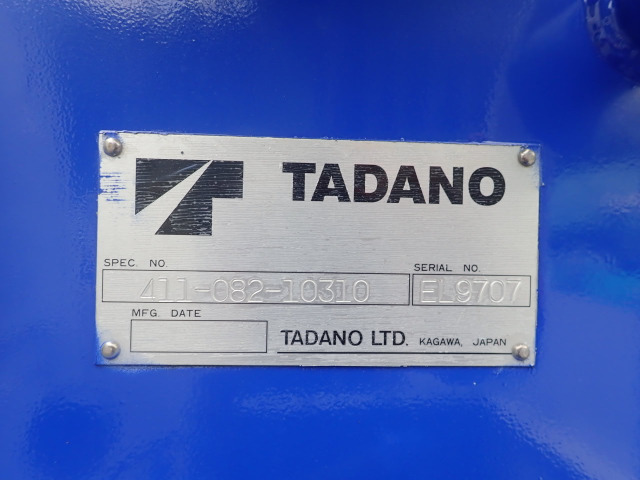 TADANO
SPEC. NO.
411-082-10310
SERIAL NO.
EL9707
MFG. DATE
TADANO LTD. KAGAWA, JAPAN